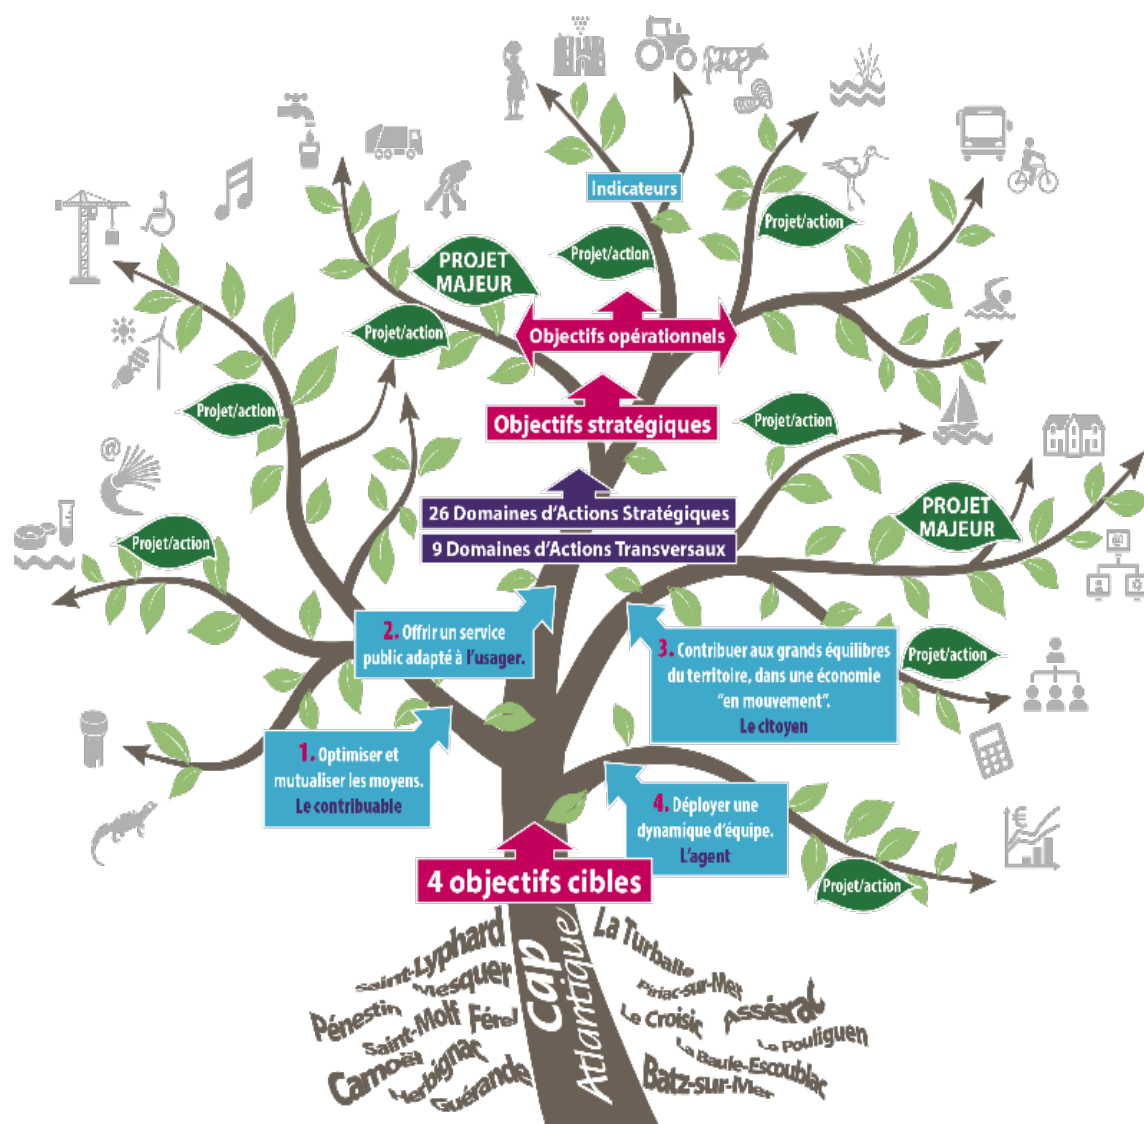 Indicateurs
Projet/action
Projet/action
PROJET
MAJEUR
Projet/action
Objectifs opérationnels
Projet/action
Objectifs stratégiques
Projet/action
26 Domaines d'Actions Stratégiques
9 Domaines d'Actions Transversaux
PROJET
MAJEUR
@
Projet/action
@
2. Offrir un service
public adapté à l'usager.
3. Contribuer aux grands équilibres
du territoire, dans une économie
"en mouvement".
Le citoyen
Projet/action
1. Optimiser et
mutualiser les moyens.
Le contribuable
4. Déployer une
dynamique d'équipe.
L'agent
€
4 objectifs cibles
Projet/action
Cap
Atlantique
Saint-Lyphard
Mesquer
Pénestin
Saint-Molf
Férel
Camoël
Herbignac
Guérande
La Turballe
Piriac-sur-Mer
Assérac
Le Croisic
Le Pouliguen
La Baule-Escoublac
Batz-sur-Mer